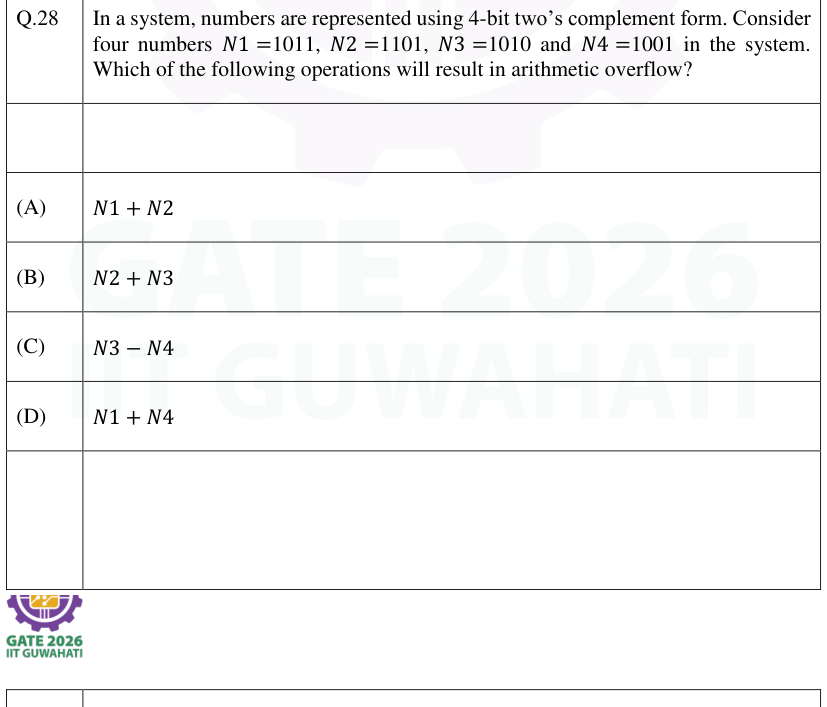 Q.28 In a system, numbers are represented using 4-bit two’s complement form. Consider
four numbers N1 =1011, N2 =1101, N3 =1010 and N4 =1001 in the system.
Which of the following operations will result in arithmetic overflow?
(A) N1 + N2
(B) N2 + N3
(C) N3 − N4
(D) N1 + N4
GATE 2026
IIT GUWAHATI
GATE 2026
IIT GUWAHATI